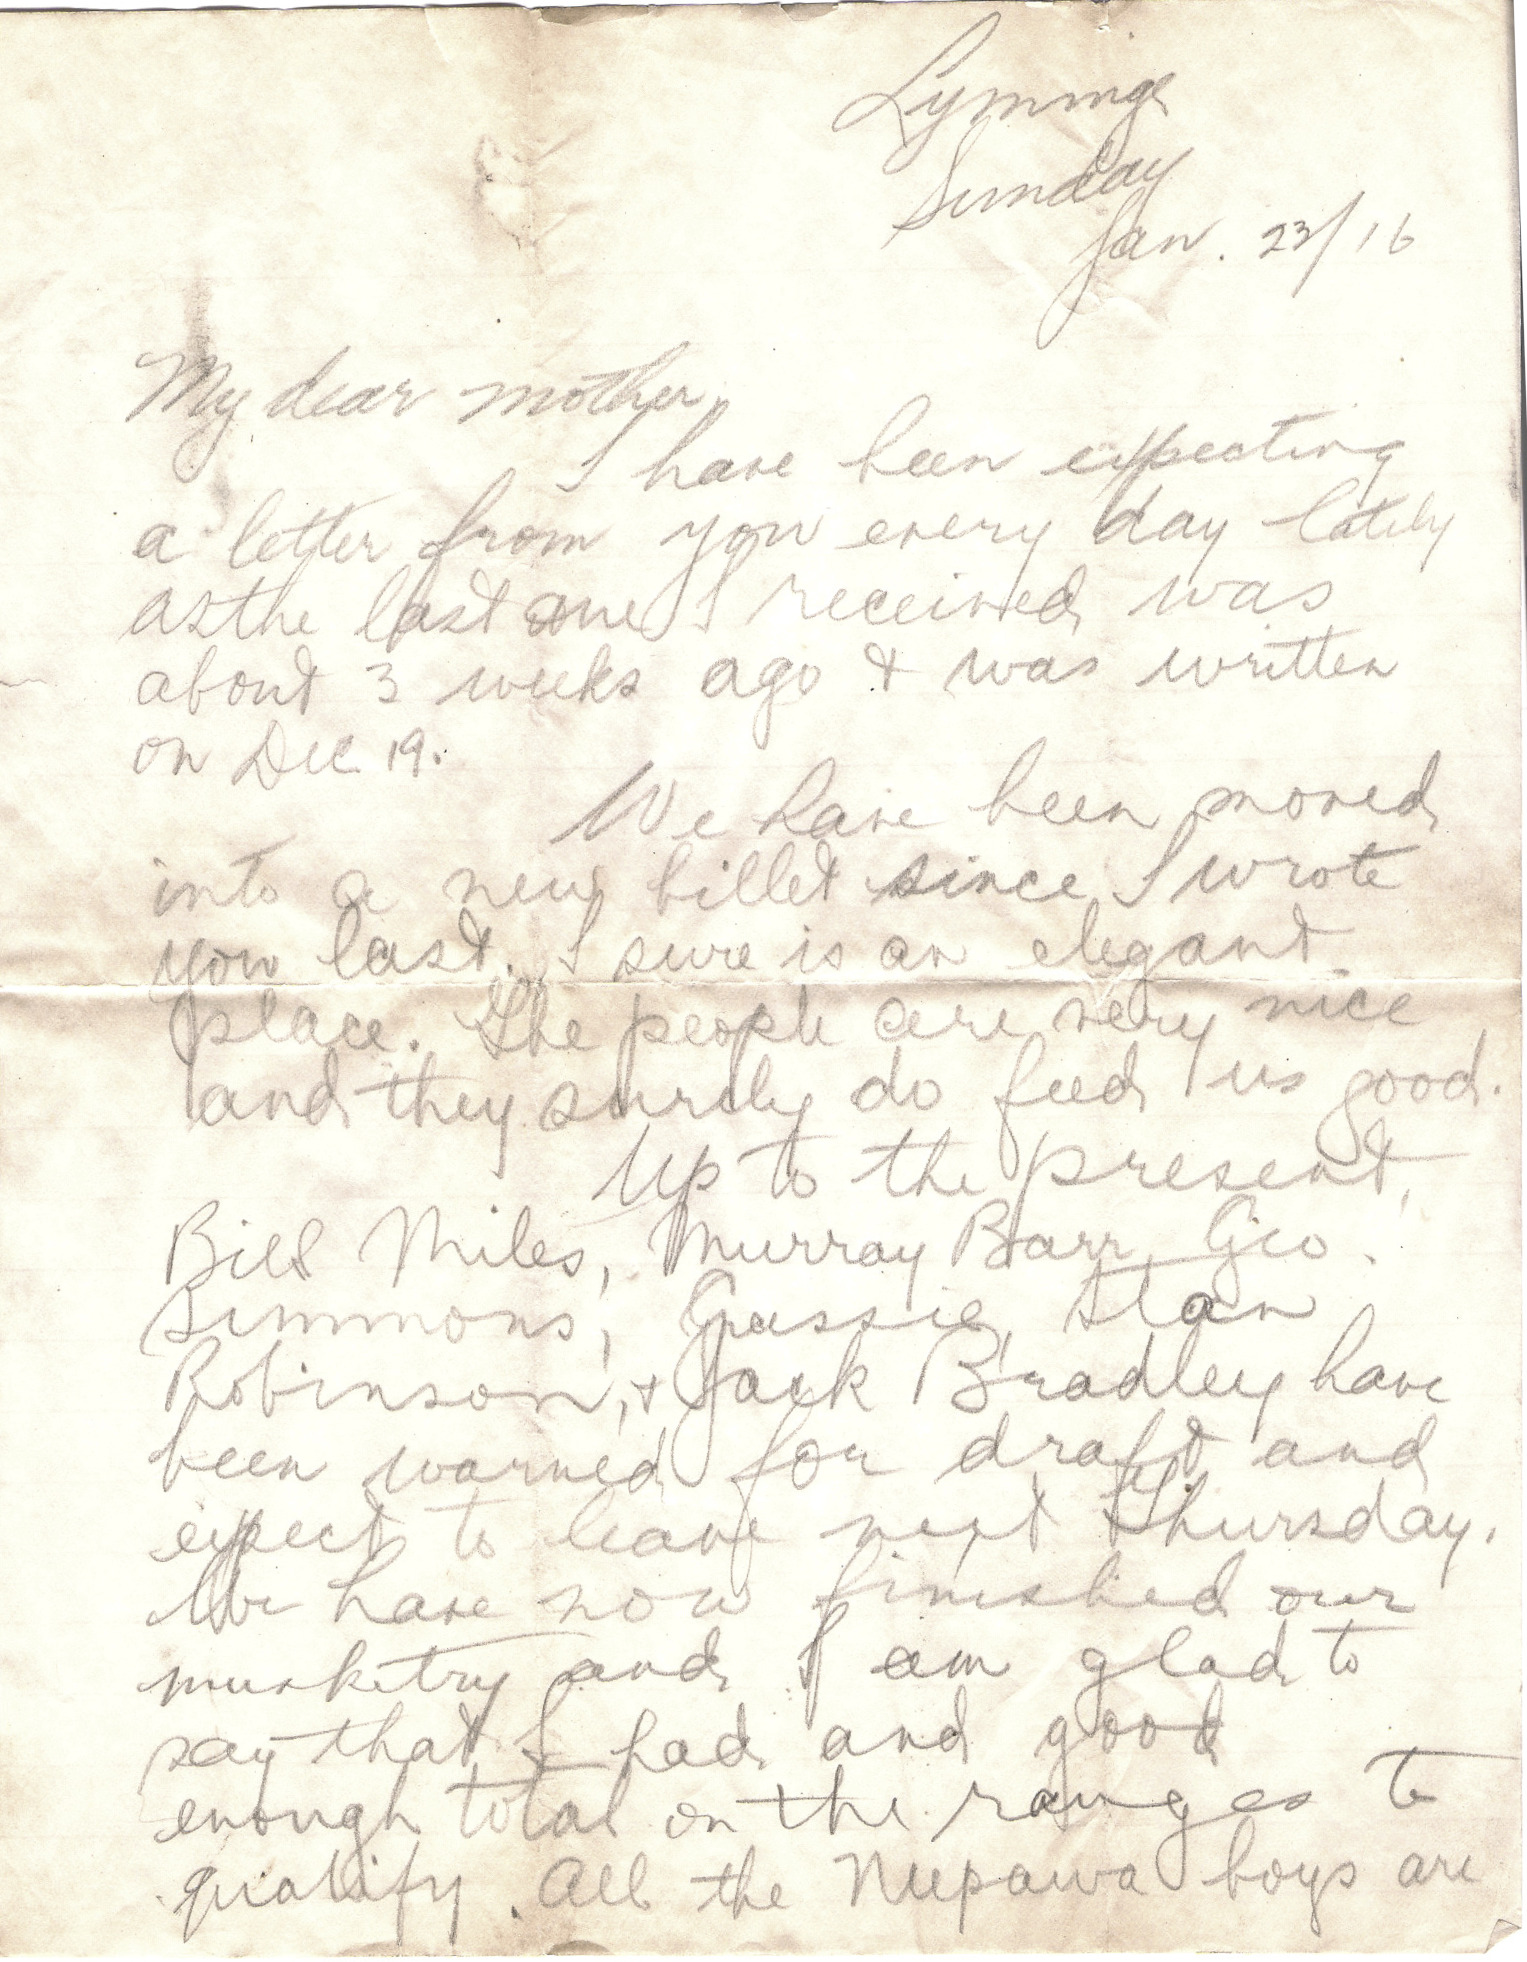 Lyminge
Sunday
Jan. 23/16
My dear mother,
I have been expecting
a letter from you every day lately
as the last one I received was
about 3 weeks ago & was written
on Dec. 19.
We have been moved
into a new billet since I wrote
you last. I sure is an elegant
place. The people are very nice
and they surely do feed us good.
Up to the present,
Bill Miles, Murray Barr, Geo.
Simmons, Grassie, Stan
Robinson, & Jack Bradley have
been warned for draft and
expect to leave next Thursday.
We have now finished our
musketry and I am glad to
say that I had and good
enough total on the ranges to
qualify. All the Neepawa boys are